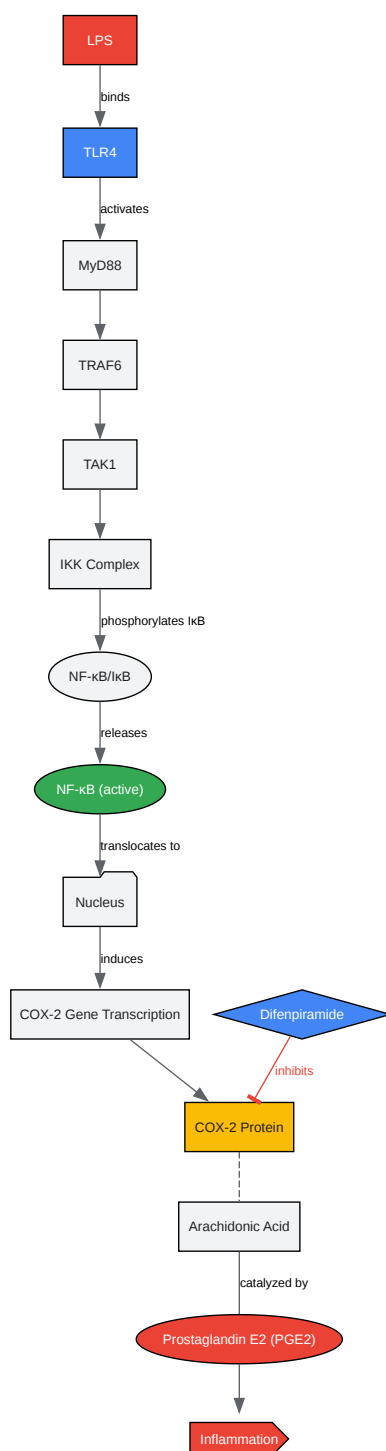 LPS
binds
TLR4
activates
MyD88
TRAF6
TAK1
IKK Complex
phosphorylates IκB
NF-κB/IκB
releases
NF-κB (active)
translocates to
Nucleus
induces
COX-2 Gene Transcription
Difenpiramide
inhibits
COX-2 Protein
Arachidonic Acid
catalyzed by
Prostaglandin E2 (PGE2)
Inflammation